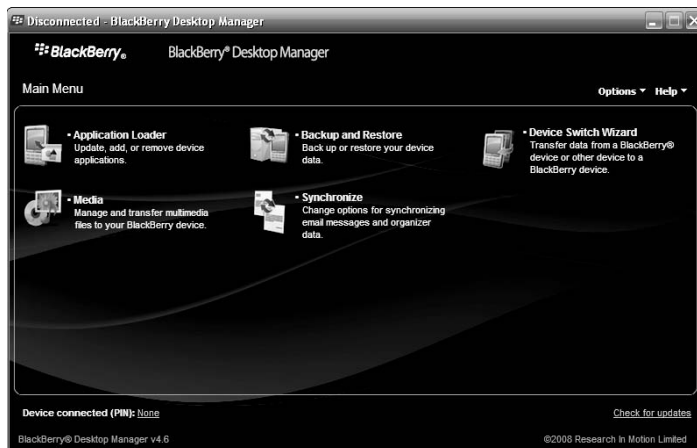 Disconnected - BlackBerry Desktop Manager
BlackBerry®
BlackBerry® Desktop Manager
Main Menu
Options Help
Application Loader
Update, add, or remove device
applications.
Backup and Restore
Back up or restore your device
data.
Device Switch Wizard
Transfer data from a BlackBerry®
device or other device to a
BlackBerry device.
Media
Manage and transfer multimedia
files to your BlackBerry device.
Synchronize
Change options for synchronizing
email messages and organizer
data.
Device connected (PIN): None
Check for updates
BlackBerry® Desktop Manager v4.6
©2008 Research In Motion Limited